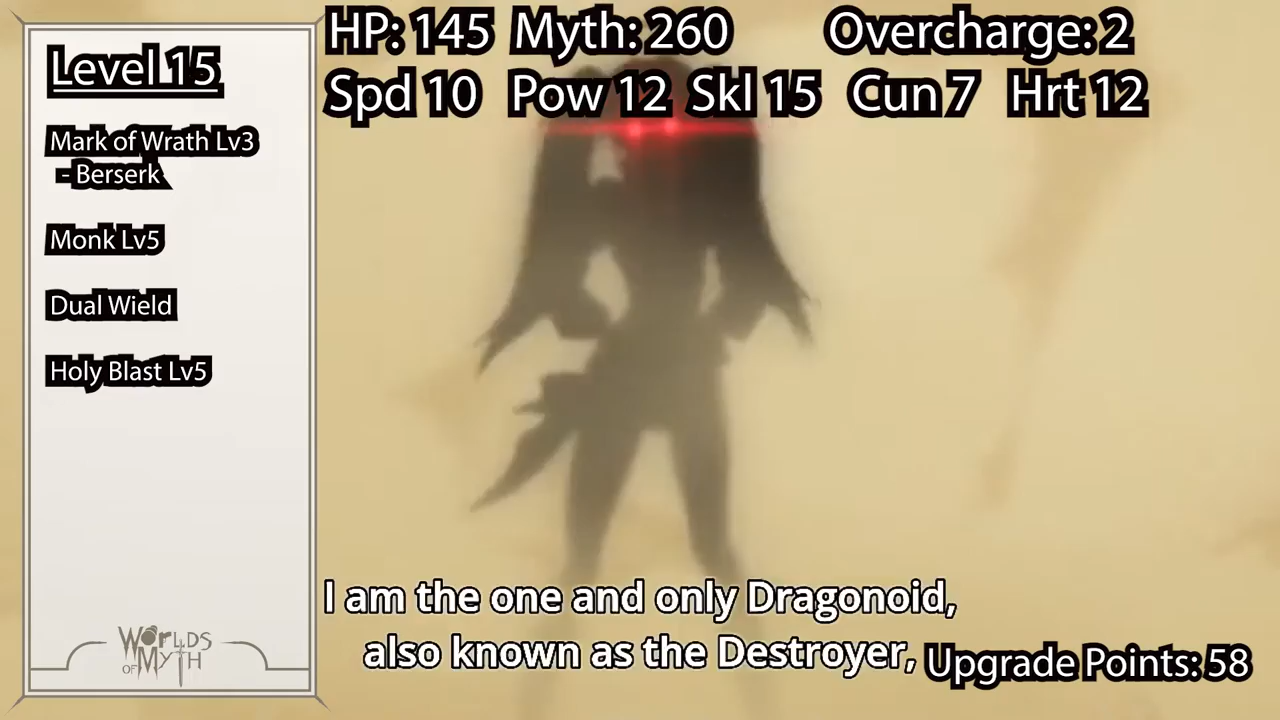 Level 15
Mark of Wrath Lv3
- Berserk
Monk Lv5
Dual Wield
Holy Blast Lv5
WORLDS
OF MYTH
HP: 145 Myth: 260 Overcharge: 2
Spd 10 Pow 12 Skl 15 Cun 7 Hrt 12
I am the one and only Dragonoid,
also known as the Destroyer,
Upgrade Points: 58